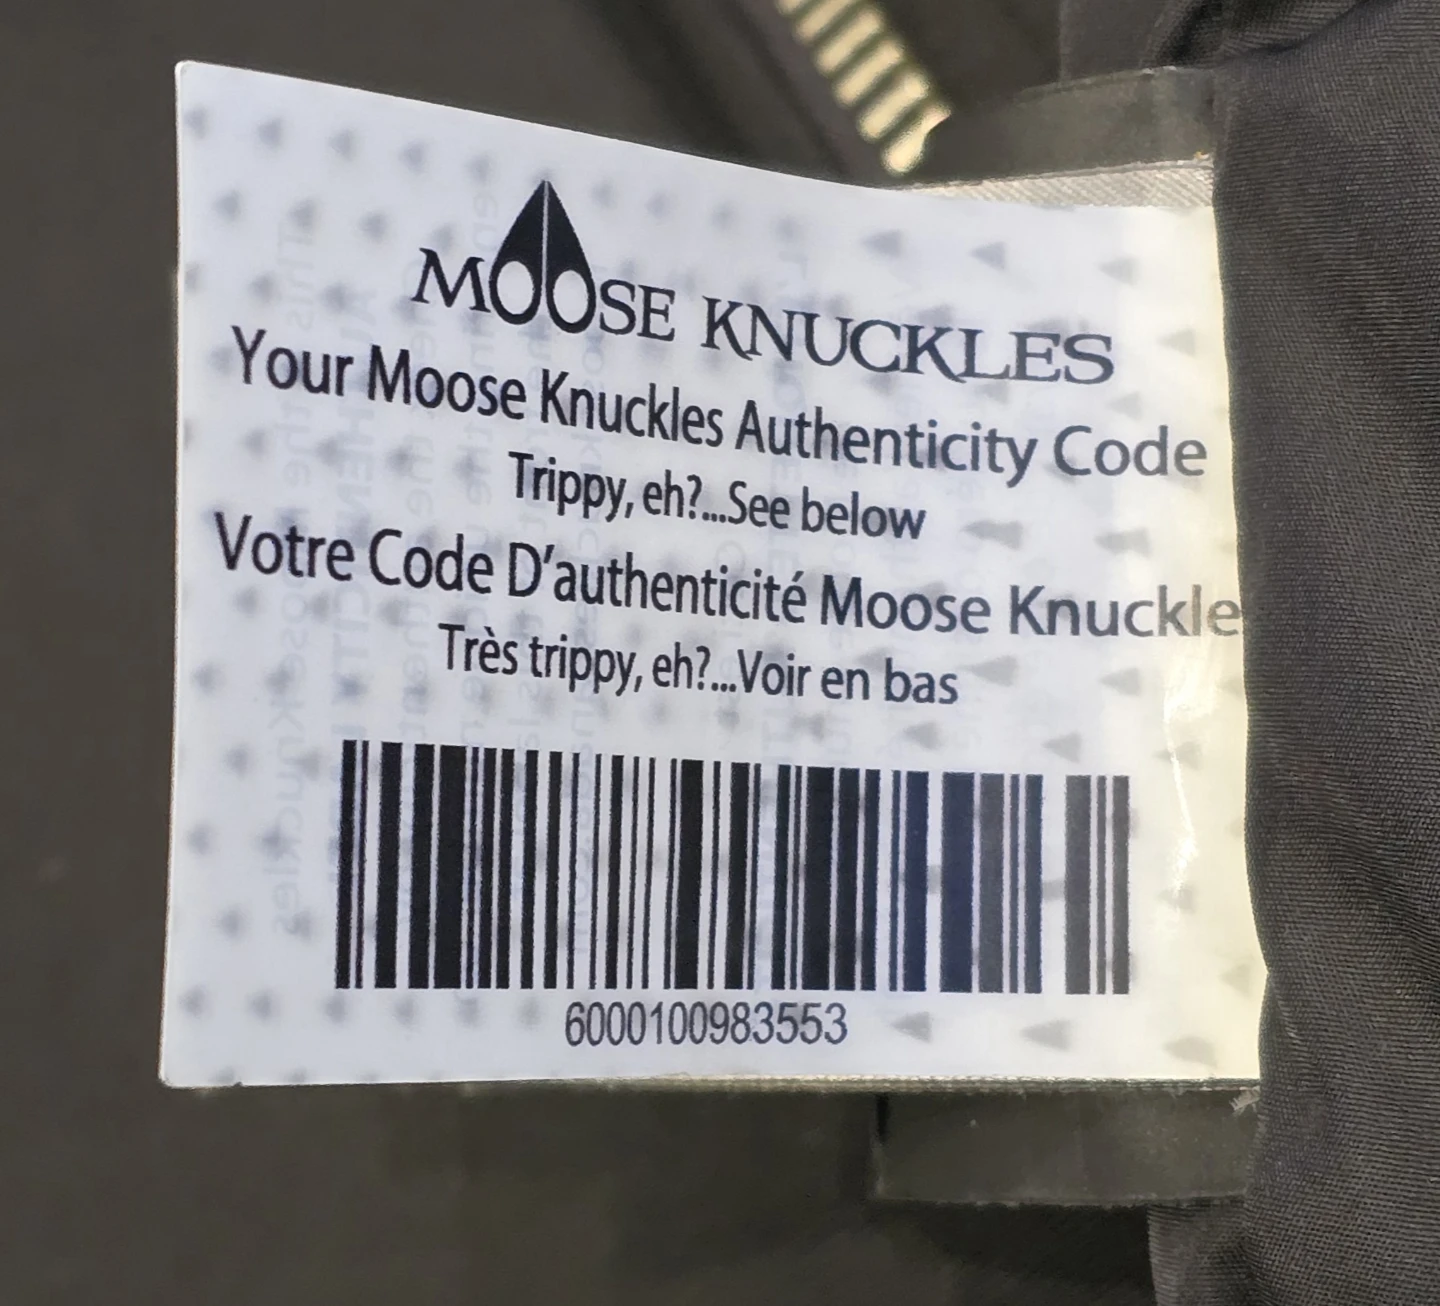 MOOSE KNUCKLES
Your Moose Knuckles Authenticity Code
Trippy, eh?...See below
Votre Code D'authenticité Moose Knuckle
Très trippy, eh?...Voir en bas
6000100983553